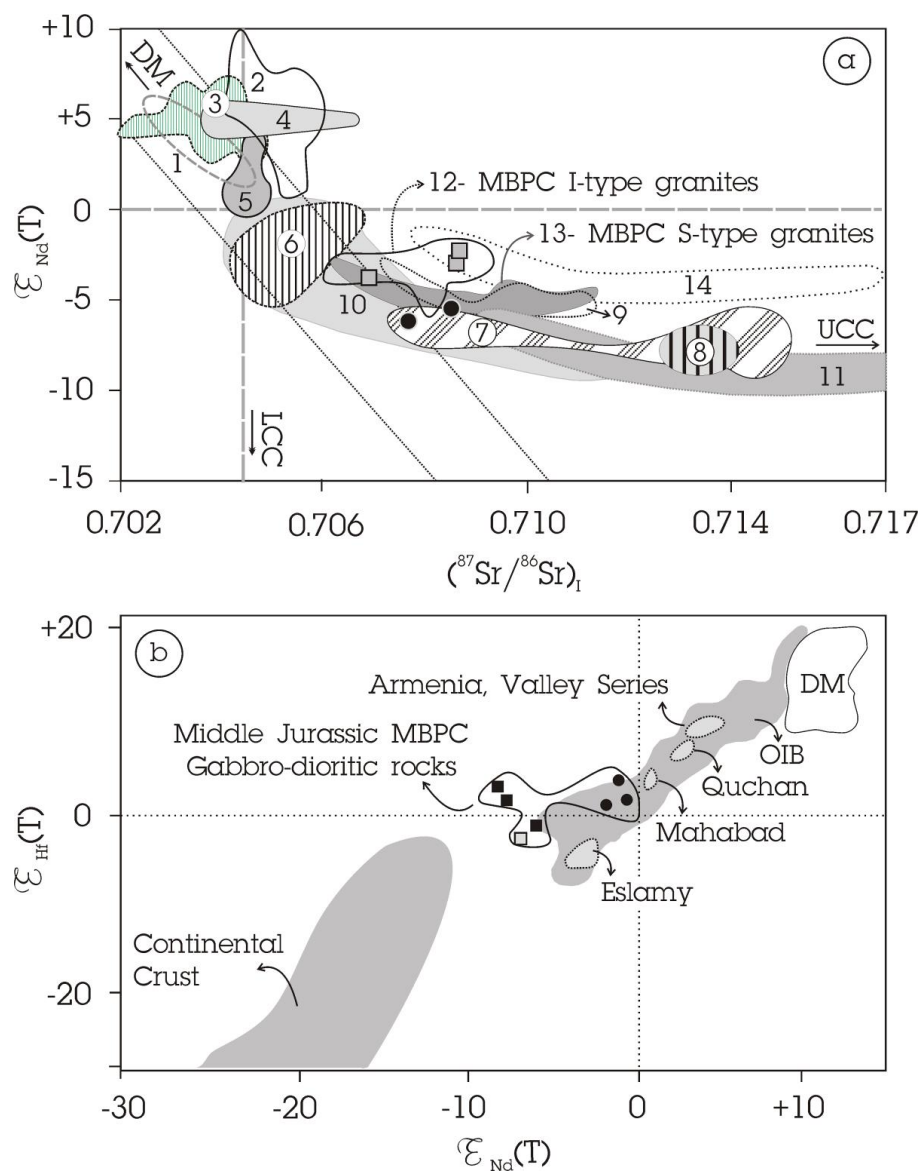 +10
a
DM
2
3
+5
4
1
5
0
12- MBPC I-type granites
6
13- MBPC S-type granites
14
-5
10
9
7
8
UCC
11
-10
LCC
-15
0.702
0.706
0.710
0.714
0.717
ℰNd(T)
(⁸⁷Sr/⁸⁶Sr)I
+20
b
DM
Armenia, Valley Series
Middle Jurassic MBPC
Gabbro-dioritic rocks
OIB
Quchan
0
Mahabad
Eslamy
Continental
Crust
-20
-30
-20
-10
0
+10
ℰHf(T)
ℰNd(T)